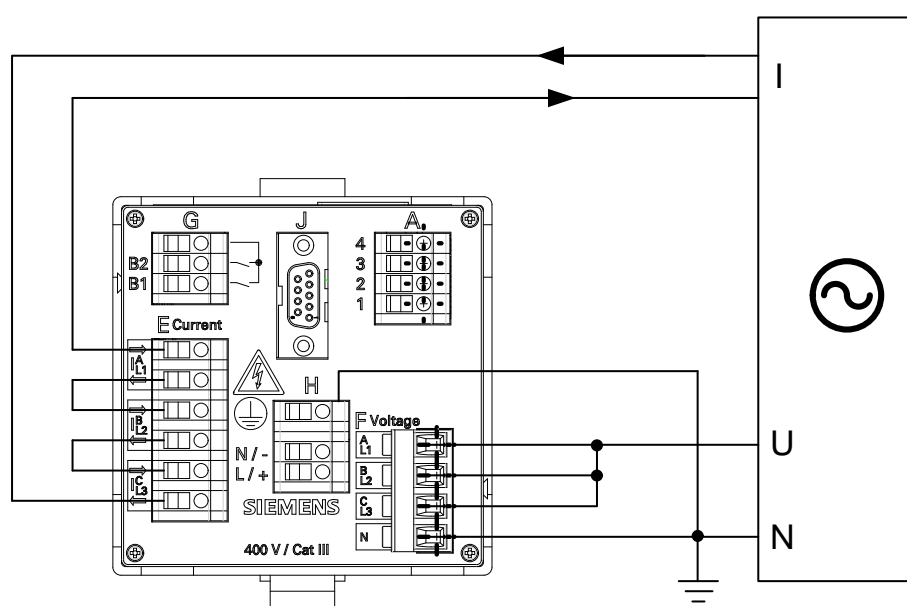 I
G J A
4
B2 3
B1 2
1
E Current
I A L1
H
F Voltage
A L1
I B L2
N / -
B L2
L / +
I C L3
C L3
SIEMENS
N
400 V / Cat III
U
N